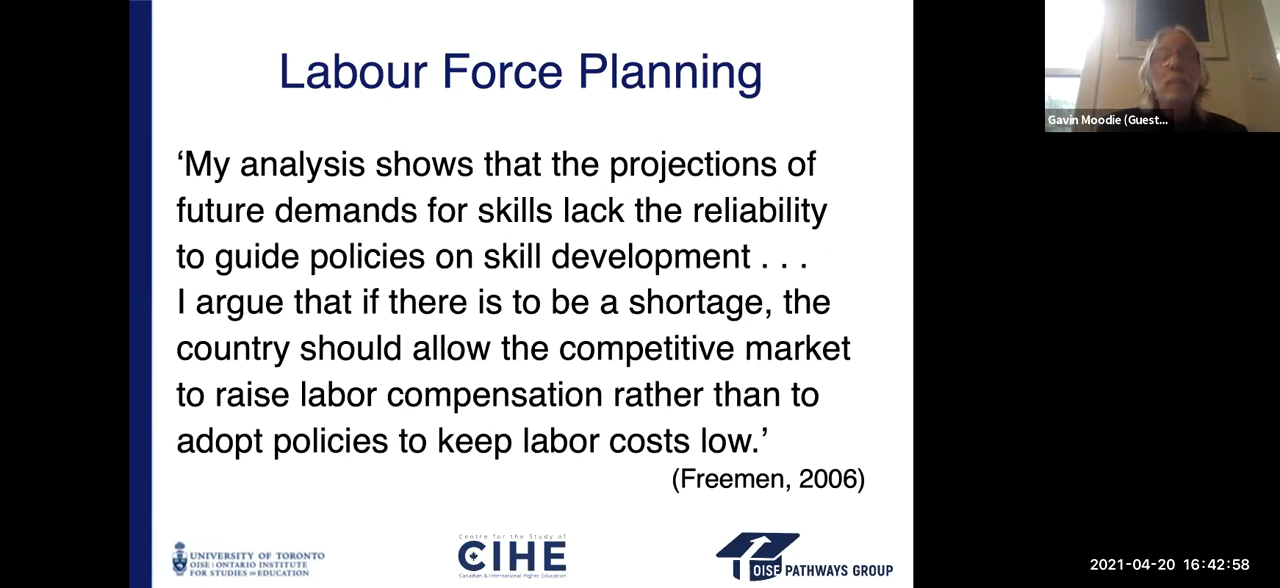 Labour Force Planning
‘My analysis shows that the projections of
future demands for skills lack the reliability
to guide policies on skill development . . .
I argue that if there is to be a shortage, the
country should allow the competitive market
to raise labor compensation rather than to
adopt policies to keep labor costs low.’
(Freemen, 2006)
UNIVERSITY OF TORONTO
OISE | ONTARIO INSTITUTE
FOR STUDIES IN EDUCATION
Centre for the Study of
CIHE
Canadian & International Higher Education
OISE PATHWAYS GROUP
Gavin Moodie (Guest...
2021-04-20 16:42:58